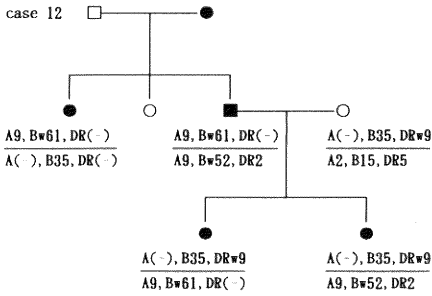 case 12
A9, Bw61, DR(-)
A(-), B35, DR(-)
A9, Bw61, DR(-)
A9, Bw52, DR2
A(-), B35, DRw9
A2, B15, DR5
A(-), B35, DRw9
A9, Bw61, DR(-)
A(-), B35, DRw9
A9, Bw52, DR2